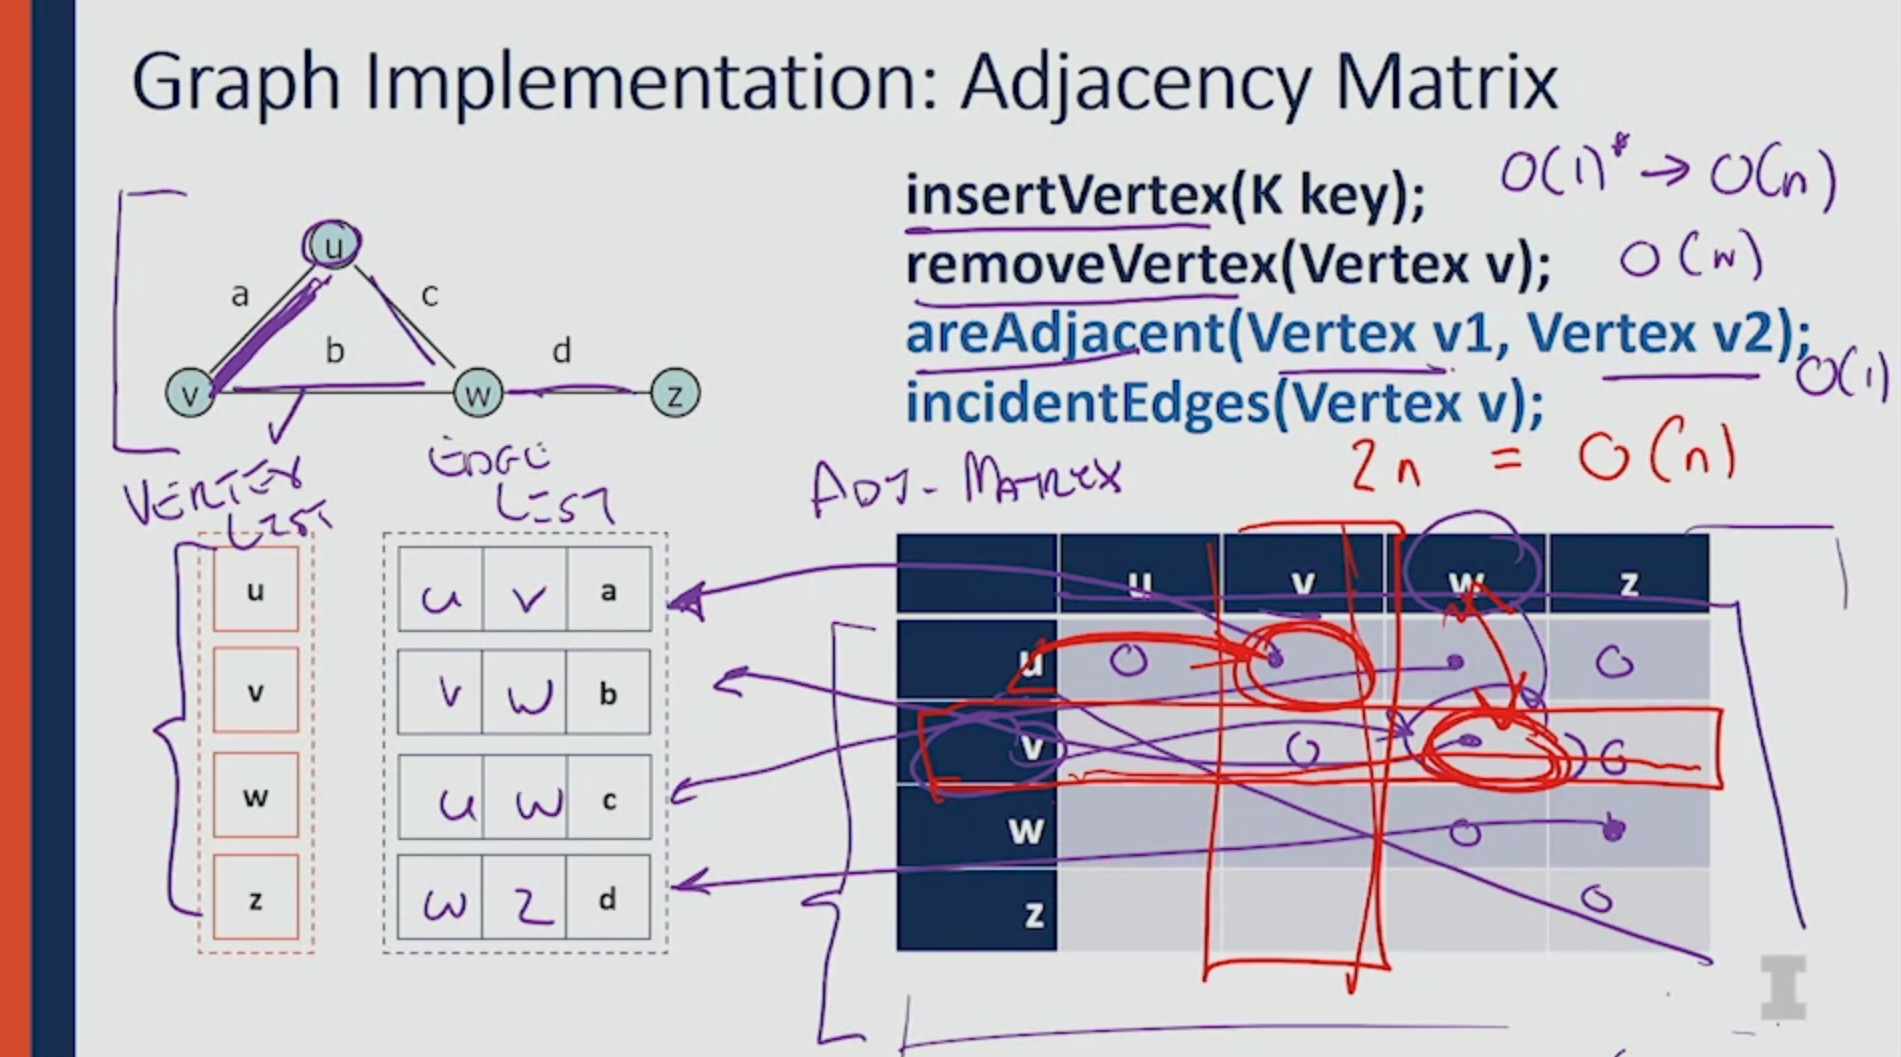 Graph Implementation: Adjacency Matrix
insertVertex(K key); O(1)* → O(n)
removeVertex(Vertex v); O(n)
areAdjacent(Vertex v1, Vertex v2); O(1)
incidentEdges(Vertex v);
2n = O(n)
u
a c
b d
v w z
VERTEX LIST
EDGE LIST
ADJ-MATRIX
u
v
w
z
u v a
v w b
u w c
w z d
u v w z
u 0 0
v 0 0
w 0
z 0
I